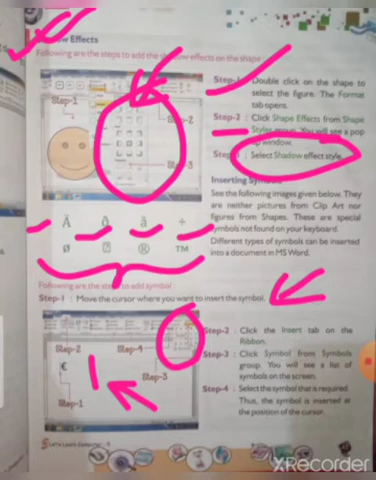 Effects
Following are the steps to add the shadow effects on the shape
Double click on the shape to
select the figure. The Format
tab opens.
Step-1
Step-2 : Click Shape Effects from Shape
Styles group. You will see a pop
window.
Step-2
Step-3
Select Shadow effect style.
Inserting
See the following images given below. They
are neither pictures from Clip Art nor
figures from Shapes. These are special
symbols not found on your keyboard.
Different types of symbols can be inserted
into a document in MS Word.
Ä â ã ÷
ø ® ™
Following are the steps to add symbol
Step-1 : Move the cursor where you want to insert the symbol.
Step-2 : Click the Insert tab on the
Ribbon.
Step-3 : Click Symbol from Symbols
group. You will see a list of
symbols on the screen.
Step-4 : Select the symbol that is required.
Thus, the symbol is inserted at
the position of the cursor.
Step-2
Step-4
€
Step-3
Step-1
Let's Learn Computer - 5
XRecorder